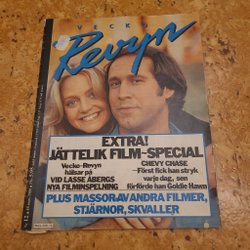 VECKO
Revyn
EXTRA!
JÄTTELIK FILM-SPECIAL
Vecko-Revyn
hälsar på
VID LASSE ÅBERGS
NYA FILMINSPELNING
CHEVY CHASE
–Först fick han stryk
varje dag, sen
förförde han Goldie Hawn
PLUS MASSOR AV ANDRA FILMER,
STJÄRNOR, SKVALLER